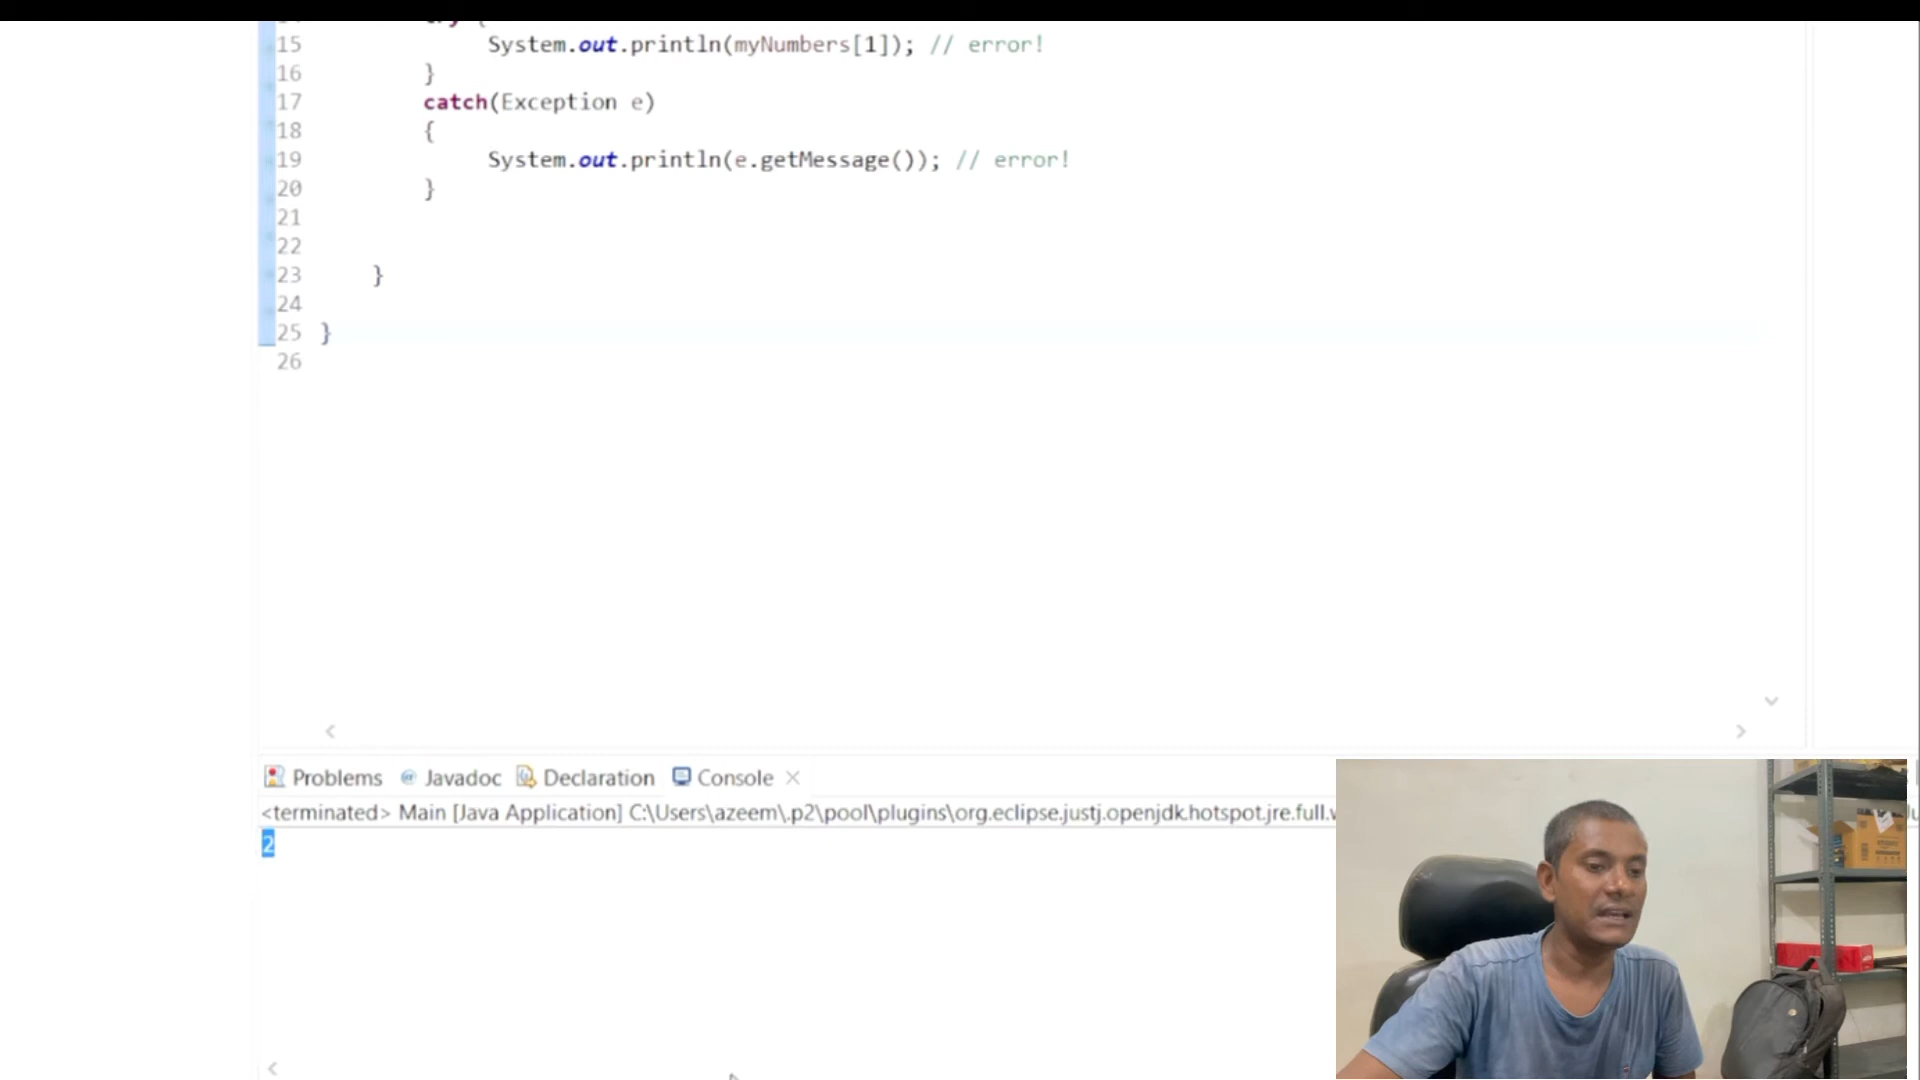 15 System.out.println(myNumbers[1]); // error!
16 }
17 catch(Exception e)
18 {
19 System.out.println(e.getMessage()); // error!
20 }
21
22
23 }
24
25 }
26
Problems Javadoc Declaration Console
<terminated> Main [Java Application] C:\Users\azeem\.p2\pool\plugins\org.eclipse.justj.openjdk.hotspot.jre.full.
2